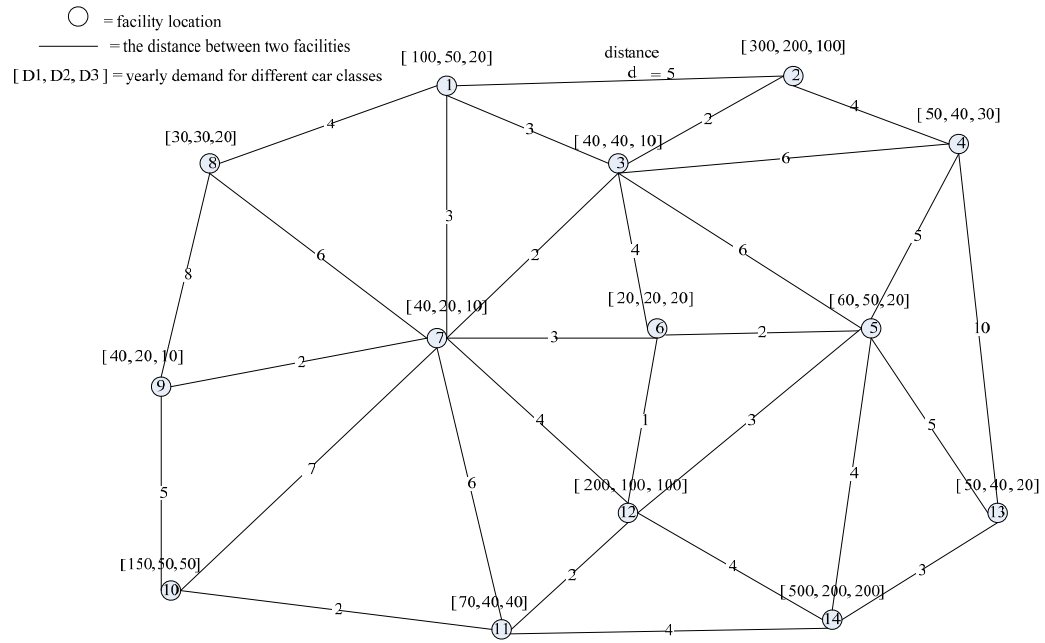 = facility location
= the distance between two facilities
[ D1, D2, D3 ] = yearly demand for different car classes
[ 100, 50, 20 ]
1
distance
d = 5
[300, 200, 100]
2
4
[50, 40, 30]
4
[30,30,20]
8
4
3
[ 40, 40, 10]
3
2
6
3
6
2
4
6
5
8
[40, 20, 10]
7
[20, 20, 20]
6
[60, 50, 20]
5
10
3
2
[40, 20, 10]
9
2
4
1
3
5
7
6
4
5
[ 200, 100, 100]
12
[50, 40, 20]
13
[150,50,50]
10
2
4
3
[70, 40, 40]
11
[500, 200, 200]
14
2
4